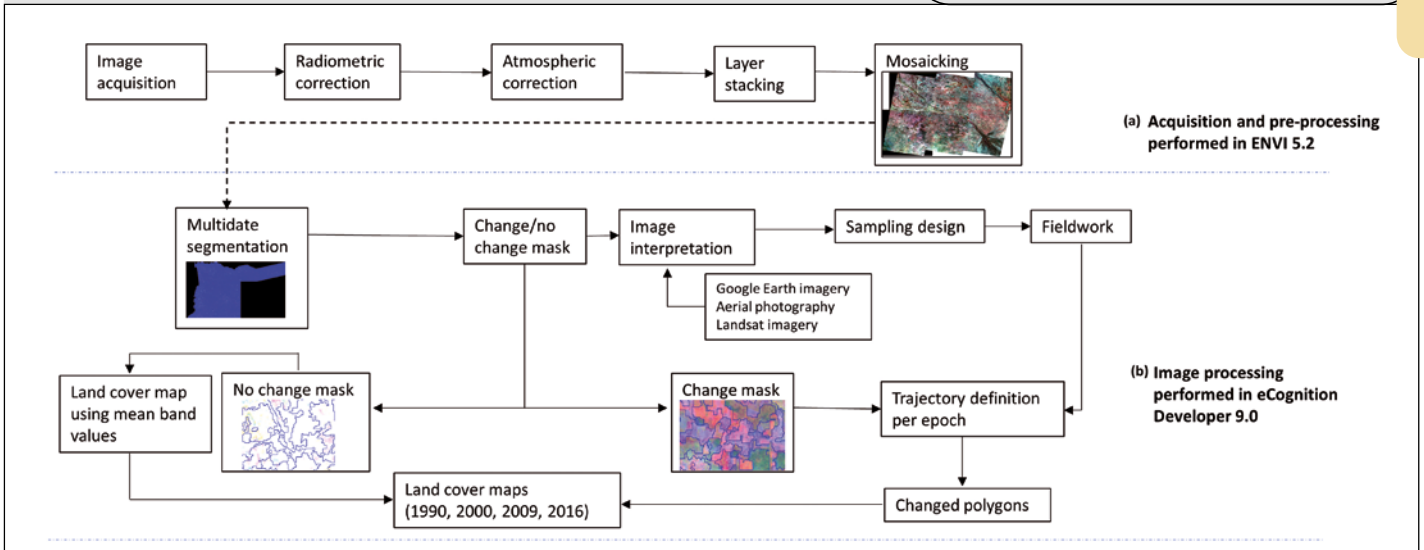 Image
acquisition
Radiometric
correction
Atmospheric
correction
Layer
stacking
Mosaicking
(a) Acquisition and pre-processing
performed in ENVI 5.2
Multidate
segmentation
Change/no
change mask
Image
interpretation
Sampling design
Fieldwork
Google Earth imagery
Aerial photography
Landsat imagery
Land cover map
using mean band
values
No change mask
Change mask
Trajectory definition
per epoch
(b) Image processing
performed in eCognition
Developer 9.0
Land cover maps
(1990, 2000, 2009, 2016)
Changed polygons